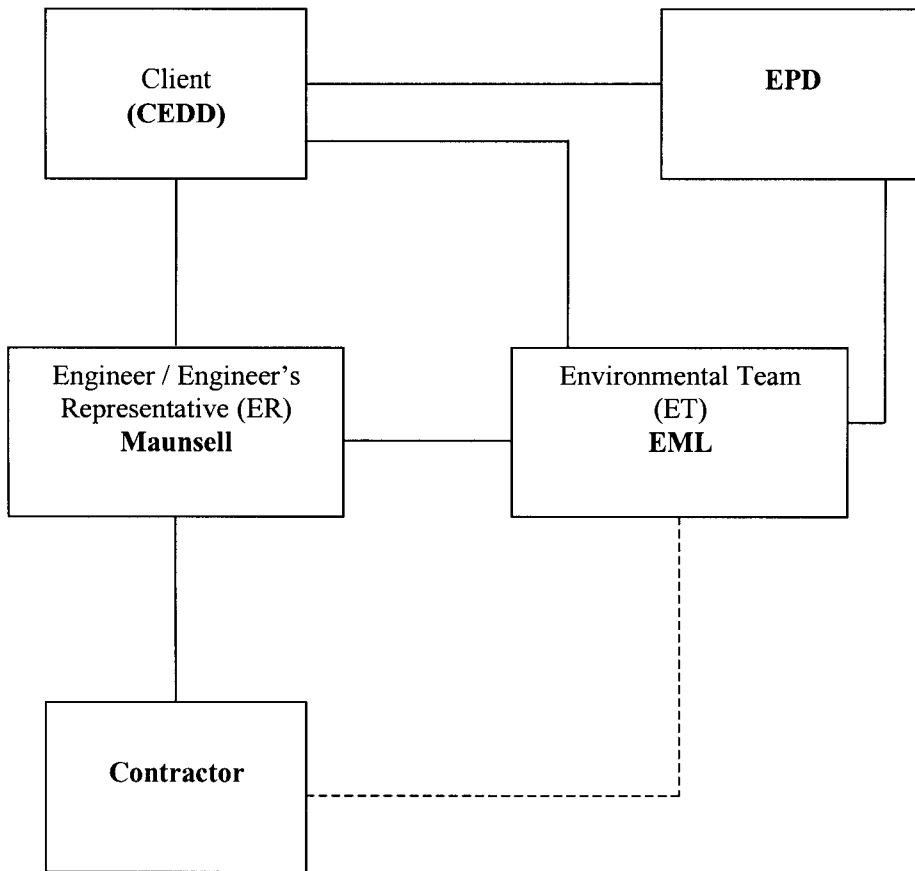 Client
(CEDD)
EPD
Engineer / Engineer’s
Representative (ER)
Maunsell
Environmental Team
(ET)
EML
Contractor